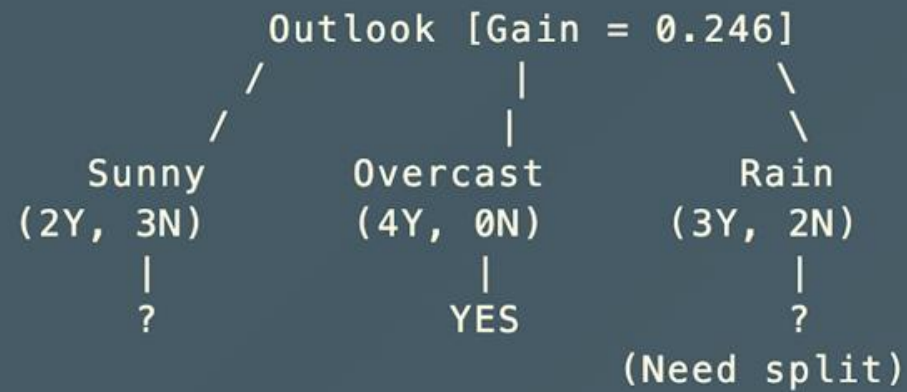 Outlook [Gain = 0.246]
/ | \
/ | \
Sunny Overcast Rain
(2Y, 3N) (4Y, 0N) (3Y, 2N)
| | |
? YES ?
(Need split)